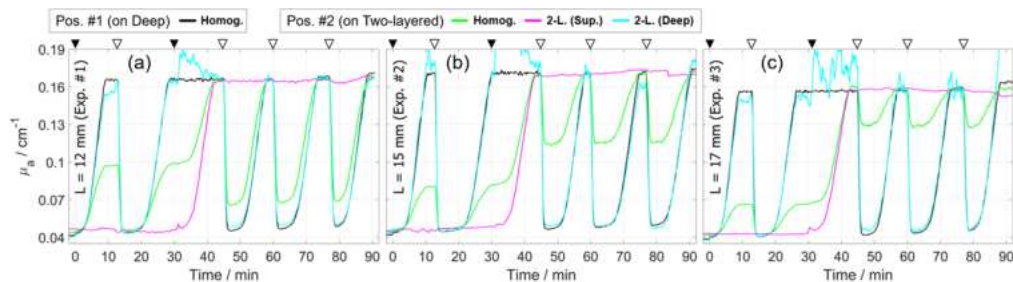 Pos. #1 (on Deep) Homog. Pos. #2 (on Two-layered) Homog. 2-L. (Sup.) 2-L. (Deep)
0.19
0.16
0.13
0.1
0.07
0.04
μa / cm-1
L = 12 mm (Exp. #1)
(a)
L = 15 mm (Exp. #2)
(b)
L = 17 mm (Exp. #3)
(c)
0 10 20 30 40 50 60 70 80 90
0 10 20 30 40 50 60 70 80 90
0 10 20 30 40 50 60 70 80 90
Time / min
Time / min
Time / min